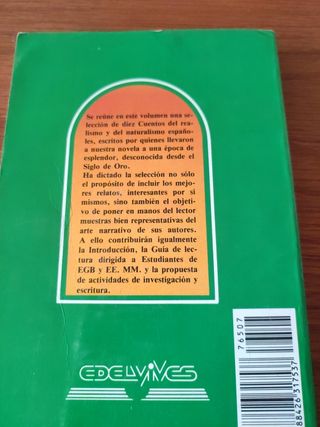 Se reúne en este volumen una se-
lección de diez Cuentos del rea-
lismo y del naturalismo españo-
les, escritos por quienes llevaron
a nuestra novela a una época de
esplendor, desconocida desde el
Siglo de Oro.
Ha dictado la selección no sólo
el propósito de incluir los mejo-
res relatos, interesantes por sí
mismos, sino también el objeti-
vo de poner en manos del lector
muestras bien representativas del
arte narrativo de sus autores.
A ello contribuirán igualmente
la Introducción, la Guía de lec-
tura dirigida a Estudiantes de
EGB y EE. MM. y la propuesta
de actividades de investigación y
escritura.
EDELVIVES
76507
788426317537